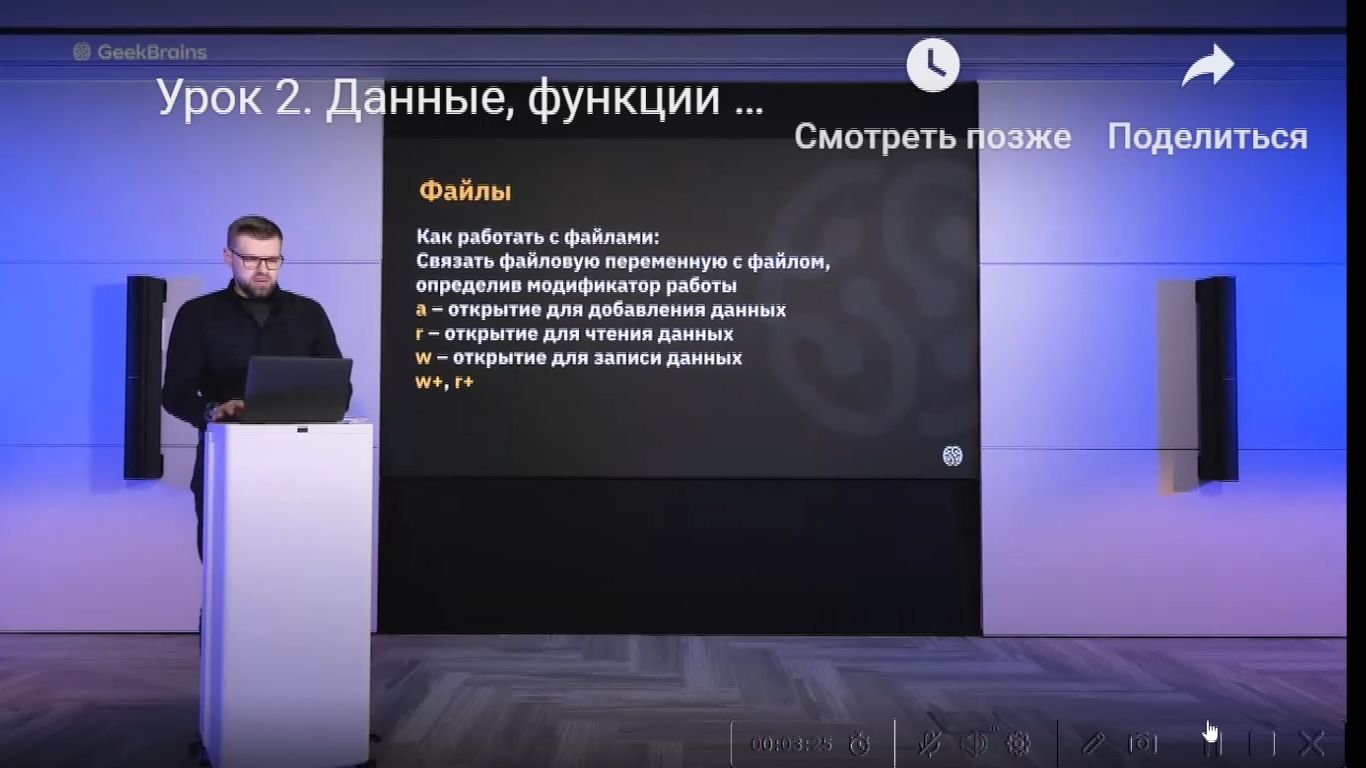 GeekBrains
Урок 2. Данные, функции ...
Смотреть позже
Поделиться
Файлы
Как работать с файлами:
Связать файловую переменную с файлом,
определив модификатор работы
a – открытие для добавления данных
r – открытие для чтения данных
w – открытие для записи данных
w+, r+
00:03:25